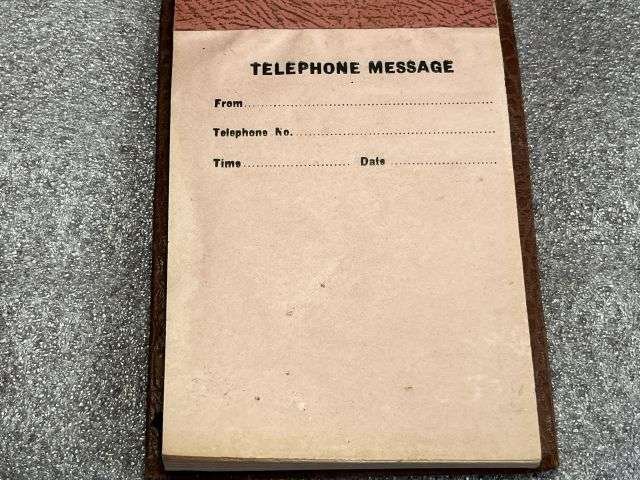 TELEPHONE MESSAGE
From
Telephone No.
Time Date